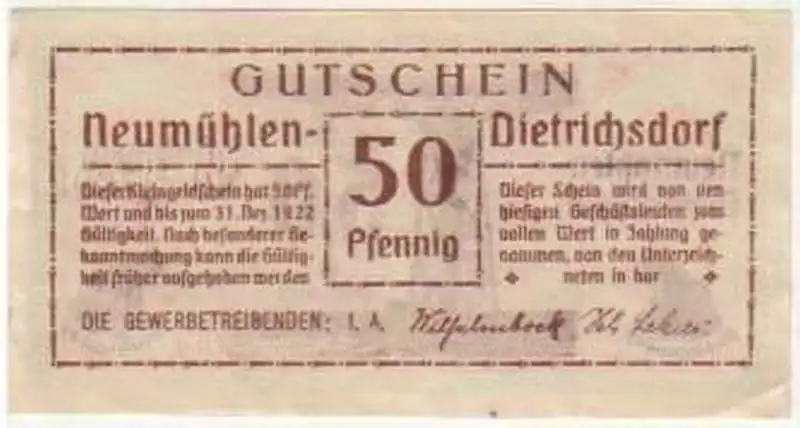 GUTSCHEIN
Neumühlen-
Dietrichsdorf
50
Pfennig
Dieser Kleingeldschein hat 50 Pf.
Wert und bis zum 31. Dez. 1922
Gültigkeit. Nach besonderer Be-
kanntmachung kann die Gültig-
keit früher aufgehoben werden
Dieser Schein wird von den
hiesigen Geschäftsleuten zum
vollen Wert in Zahlung ge-
nommen, von den Unterzeich-
neten in bar
DIE GEWERBETREIBENDEN: I. A.